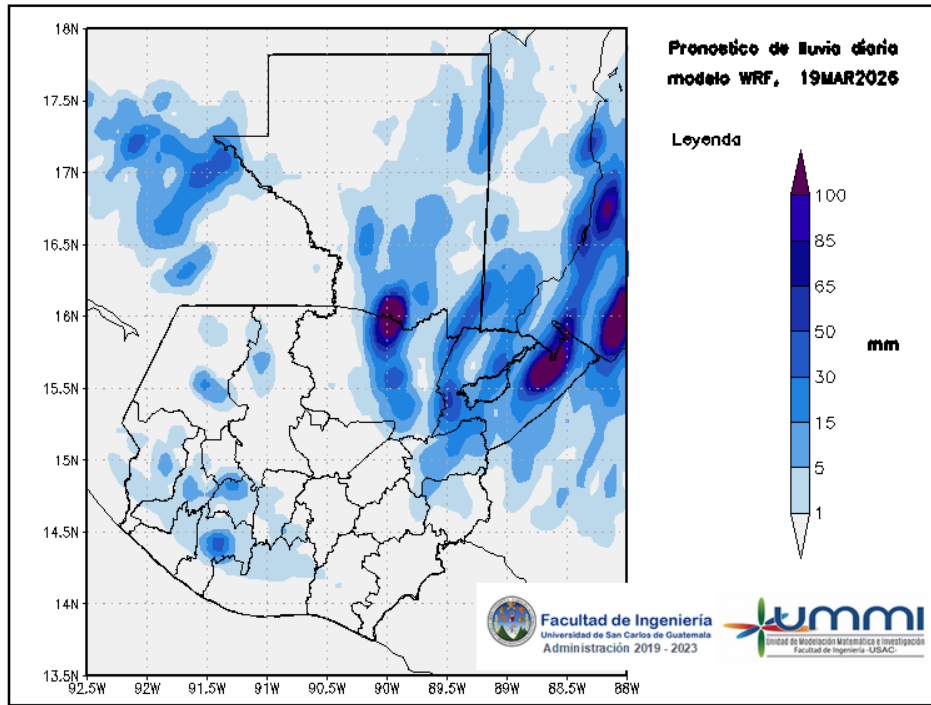 Pronostico de lluvia diaria
modelo WRF, 19MAR2026
Leyenda
100
85
65
50
30
15
5
1
mm
18N
17.5N
17N
16.5N
16N
15.5N
15N
14.5N
14N
13.5N
92.5W
92W
91.5W
91W
90.5W
90W
89.5W
89W
88.5W
88W
Facultad de Ingeniería
Universidad de San Carlos de Guatemala
Administración 2019 - 2023
ummi
Unidad de Modelación Matemática e Investigación
Facultad de Ingeniería -USAC-